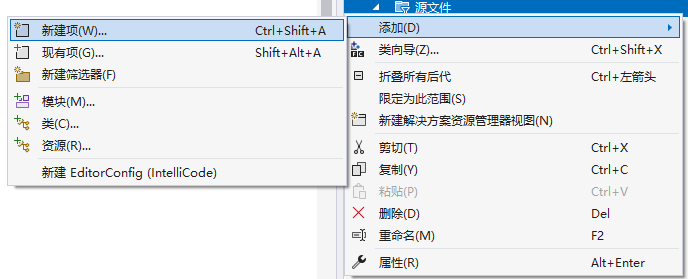 源文件
添加(D)
类向导(Z)... Ctrl+Shift+X
折叠所有后代 Ctrl+左箭头
限定为此范围(S)
新建解决方案资源管理器视图(N)
剪切(T) Ctrl+X
复制(Y) Ctrl+C
粘贴(P) Ctrl+V
删除(D) Del
重命名(M) F2
属性(R) Alt+Enter
新建项(W)... Ctrl+Shift+A
现有项(G)... Shift+Alt+A
新建筛选器(F)
模块(M)...
类(C)...
资源(R)...
新建 EditorConfig (IntelliCode)